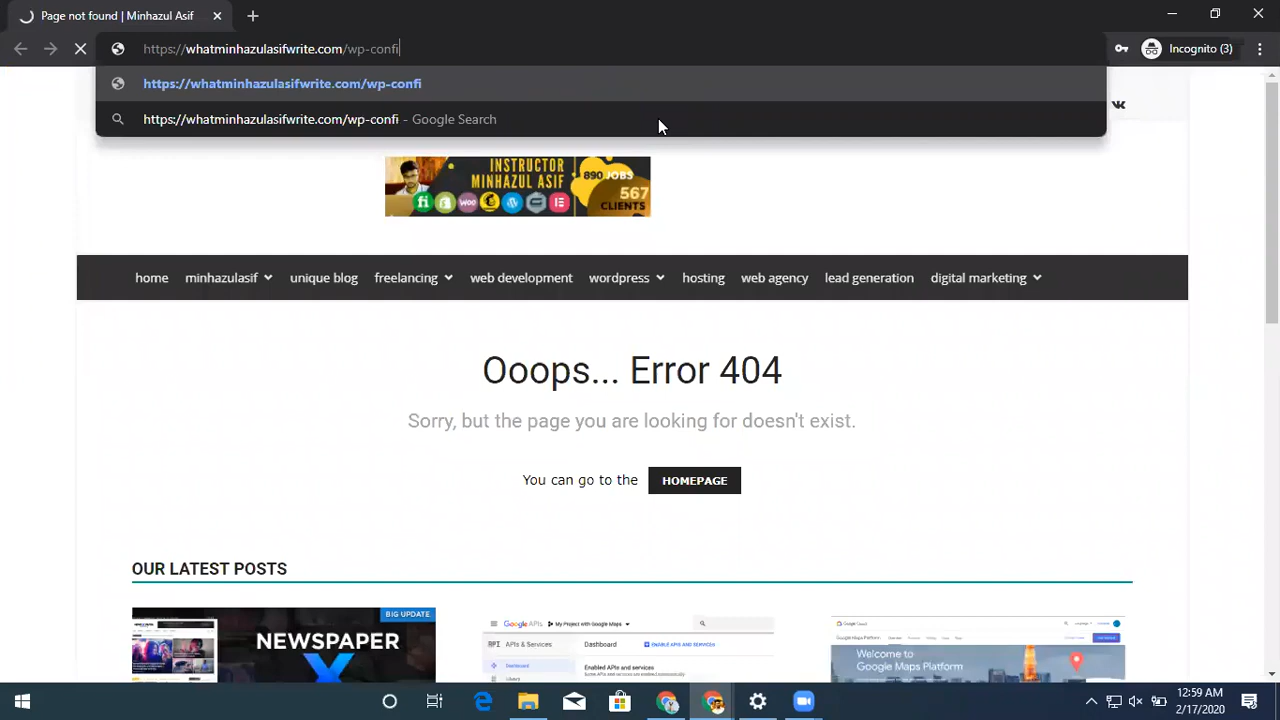 Page not found | Minhazul Asif
https://whatminhazulasifwrite.com/wp-confi
Incognito (3)
https://whatminhazulasifwrite.com/wp-confi
https://whatminhazulasifwrite.com/wp-confi - Google Search
INSTRUCTOR
MINHAZUL ASIF
890 JOBS
567
CLIENTS
WOO
home minhazulasif unique blog freelancing web development wordpress hosting web agency lead generation digital marketing
Ooops... Error 404
Sorry, but the page you are looking for doesn't exist.
You can go to the HOMEPAGE
OUR LATEST POSTS
BIG UPDATE
NEWSPAPER
Google APIs My Project with Google Maps
API APIs & Services Dashboard ENABLE APIS AND SERVICES
Dashboard Enabled APIs and services
Google Cloud
Google Maps Platform
Welcome to
Google Maps Platform
12:59 AM
2/17/2020